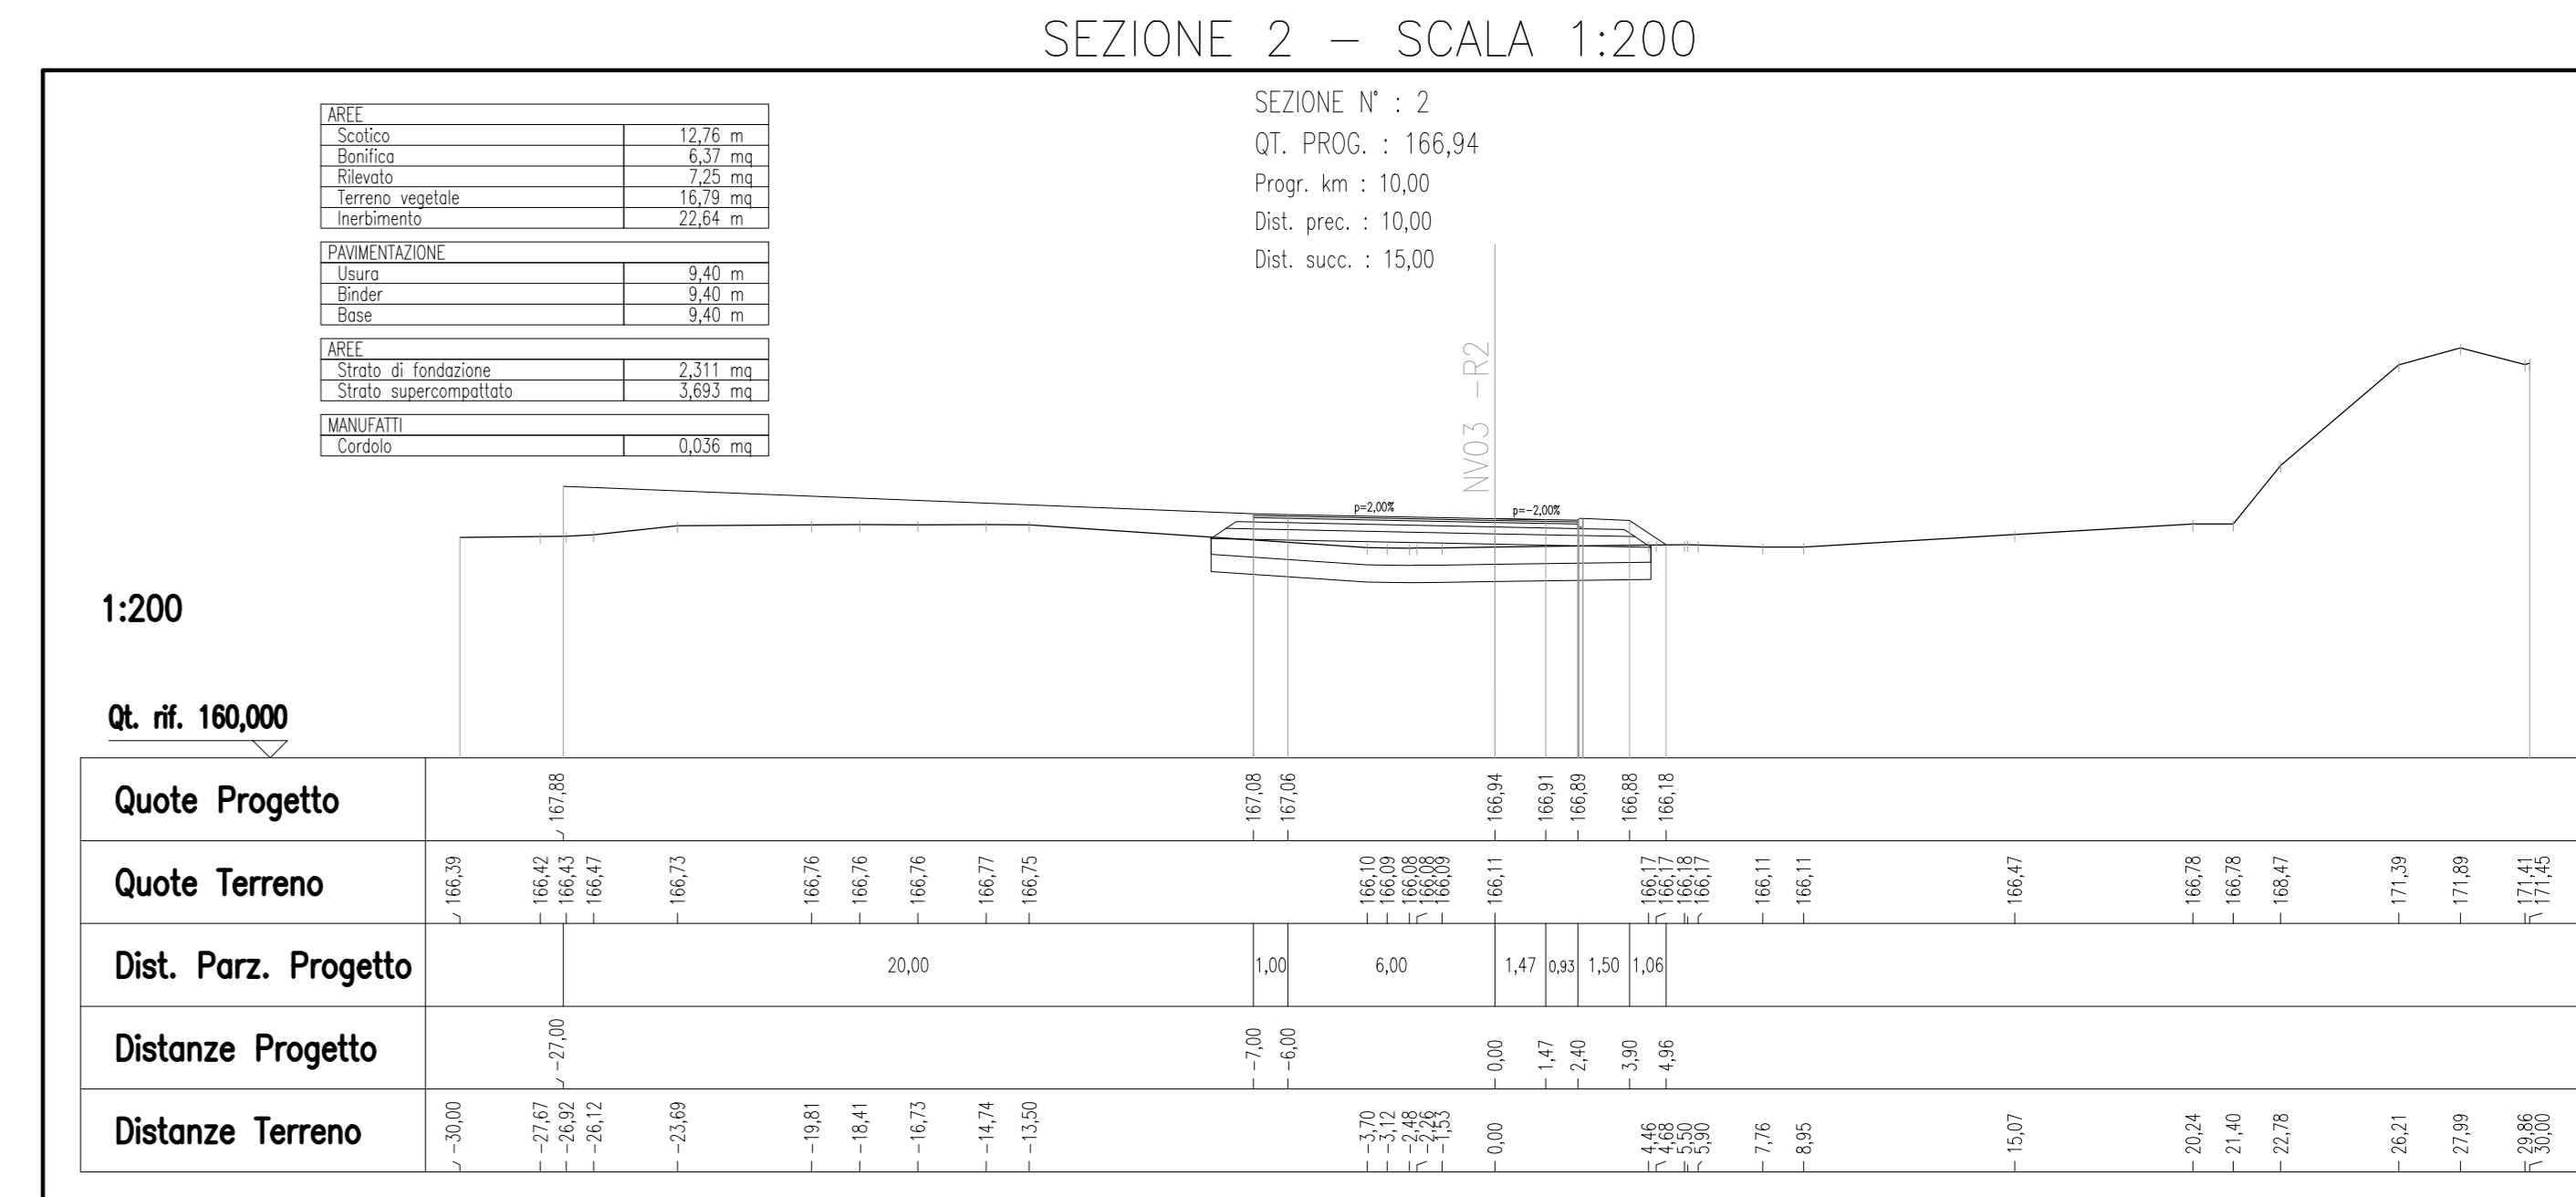 SEZIONE 2 – SCALA 1:200
AREE
Scotico 12,76 m
Bonifica 6,37 mq
Rilevato 7,25 mq
Terreno vegetale 16,79 mq
Inerbimento 22,64 m
PAVIMENTAZIONE
Usura 9,40 m
Binder 9,40 m
Base 9,40 m
AREE
Strato di fondazione 2,311 mq
Strato supercompattato 3,693 mq
MANUFATTI
Cordolo 0,036 mq
SEZIONE N° : 2
QT. PROG. : 166,94
Progr. km : 10,00
Dist. prec. : 10,00
Dist. succ. : 15,00
NV03 -R2
p=2,00% p=-2,00%
1:200
Qt. rif. 160,000
Quote Progetto 167,88 167,08 167,06 166,94 166,91 166,89 166,88 166,18
Quote Terreno 166,39 166,42 166,43 166,47 166,73 166,76 166,76 166,76 166,77 166,75 166,10 166,09 166,08 166,08 166,09 166,11 166,17 166,17 166,18 166,17 166,11 166,11 166,47 166,78 166,78 168,47 171,39 171,89 171,41 171,45
Dist. Parz. Progetto 20,00 1,00 6,00 1,47 0,93 1,50 1,06
Distanze Progetto -27,00 -7,00 -6,00 0,00 1,47 2,40 3,90 4,96
Distanze Terreno -30,00 -27,67 -26,92 -26,12 -23,69 -19,81 -18,41 -16,73 -14,74 -13,50 -3,70 -3,12 -2,48 -2,26 -1,53 0,00 4,46 4,68 5,50 5,90 7,76 8,95 15,07 20,24 21,40 22,78 26,21 27,99 29,86 30,00